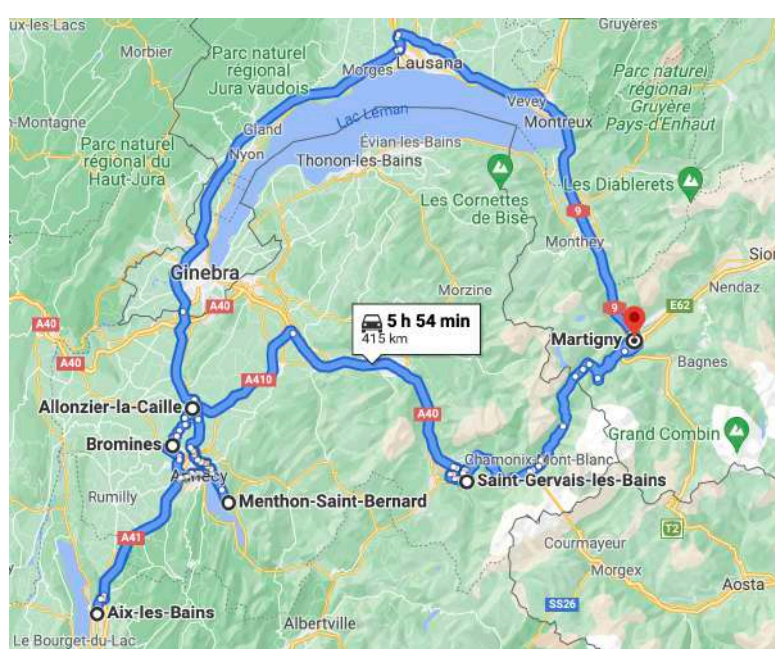 ux-les-Lacs
Gruyères
Morbier
Parc naturel
régional
Jura vaudois
Lausana
Morges
Parc naturel
régional
Gruyère
Pays-d'Enhaut
Vevey
Montreux
-Montagne
Lac Léman
Gland
Évian-les-Bains
Nyon
Thonon-les-Bains
Parc naturel
régional du
Haut-Jura
Les Cornettes
de Bise
Les Diablerets
9
Monthey
Sion
Ginebra
Nendaz
Morzine
A40
9
E62
5 h 54 min
415 km
A40
A40
Martigny
Bagnes
A410
Allonzier-la-Caille
A40
Grand Combin
Bromines
Chamonix-Mont-Blanc
Annecy
Saint-Gervais-les-Bains
Rumilly
Menthon-Saint-Bernard
T2
A41
Courmayeur
Morgex
Aosta
Aix-les-Bains
SS26
Albertville
Le Bourget-du-Lac